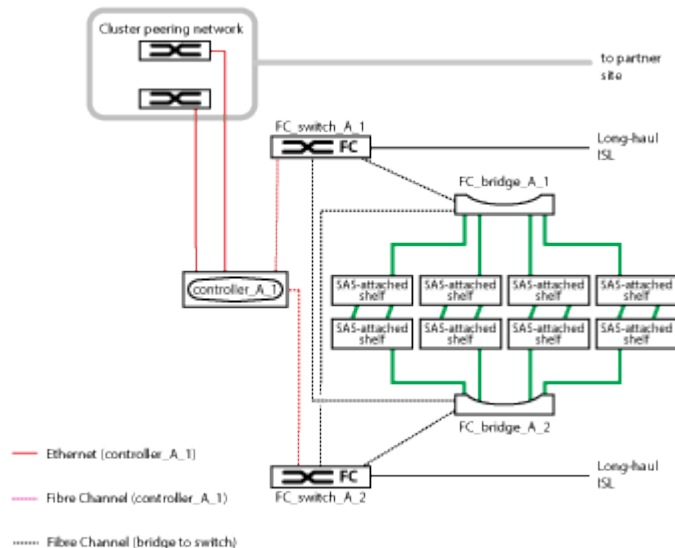 Cluster peering network
to partner
site
FC_switch_A_1
FC
Long-haul
ISL
FC_bridge_A_1
controller_A_1
SAS-attached
shelf
SAS-attached
shelf
SAS-attached
shelf
SAS-attached
shelf
SAS-attached
shelf
SAS-attached
shelf
SAS-attached
shelf
SAS-attached
shelf
FC_bridge_A_2
Ethernet (controller_A_1)
FC
Long-haul
ISL
FC_switch_A_2
Fibre Channel (controller_A_1)
Fibre Channel (bridge to switch)